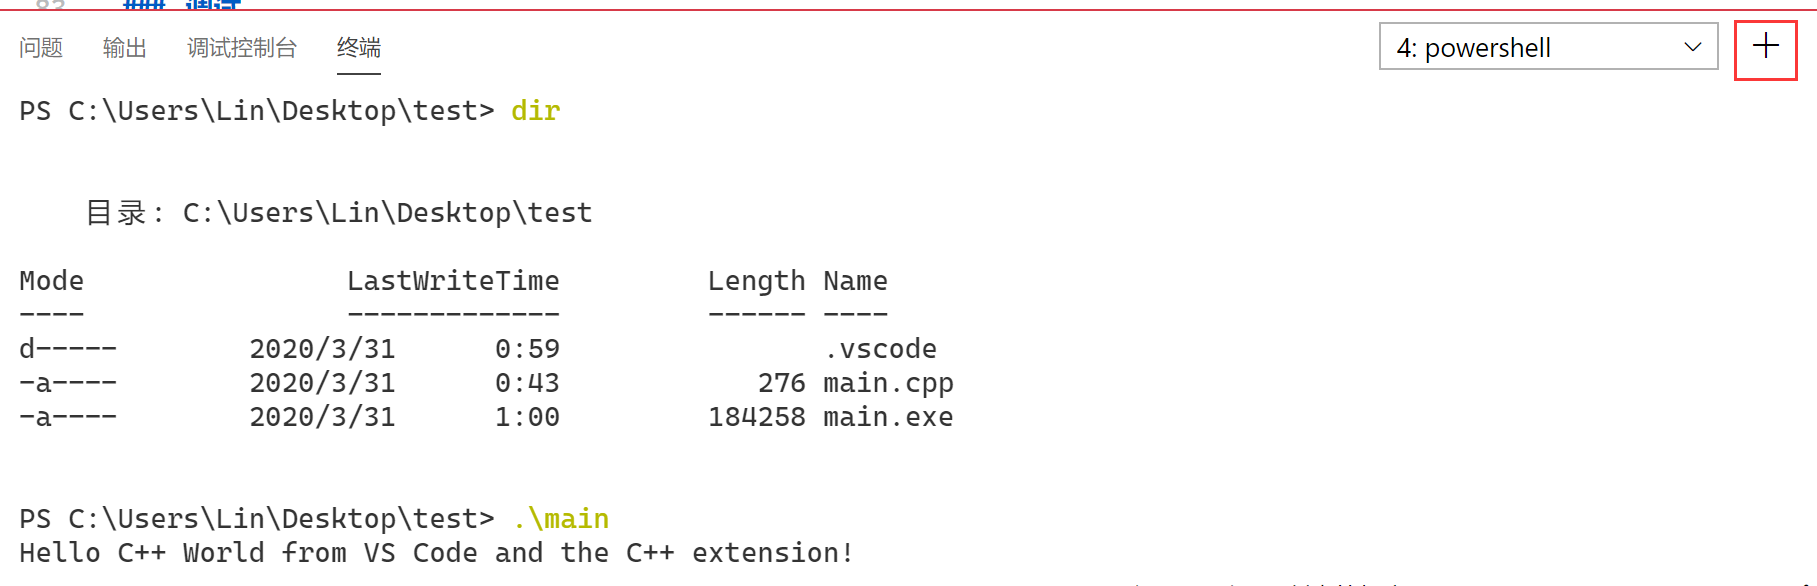 83 ### 调试
问题 输出 调试控制台 终端 4: powershell
PS C:\Users\Lin\Desktop\test> dir
目录: C:\Users\Lin\Desktop\test
Mode LastWriteTime Length Name
---- ------------- ------ ----
d----- 2020/3/31 0:59 .vscode
-a---- 2020/3/31 0:43 276 main.cpp
-a---- 2020/3/31 1:00 184258 main.exe
PS C:\Users\Lin\Desktop\test> .\main
Hello C++ World from VS Code and the C++ extension!